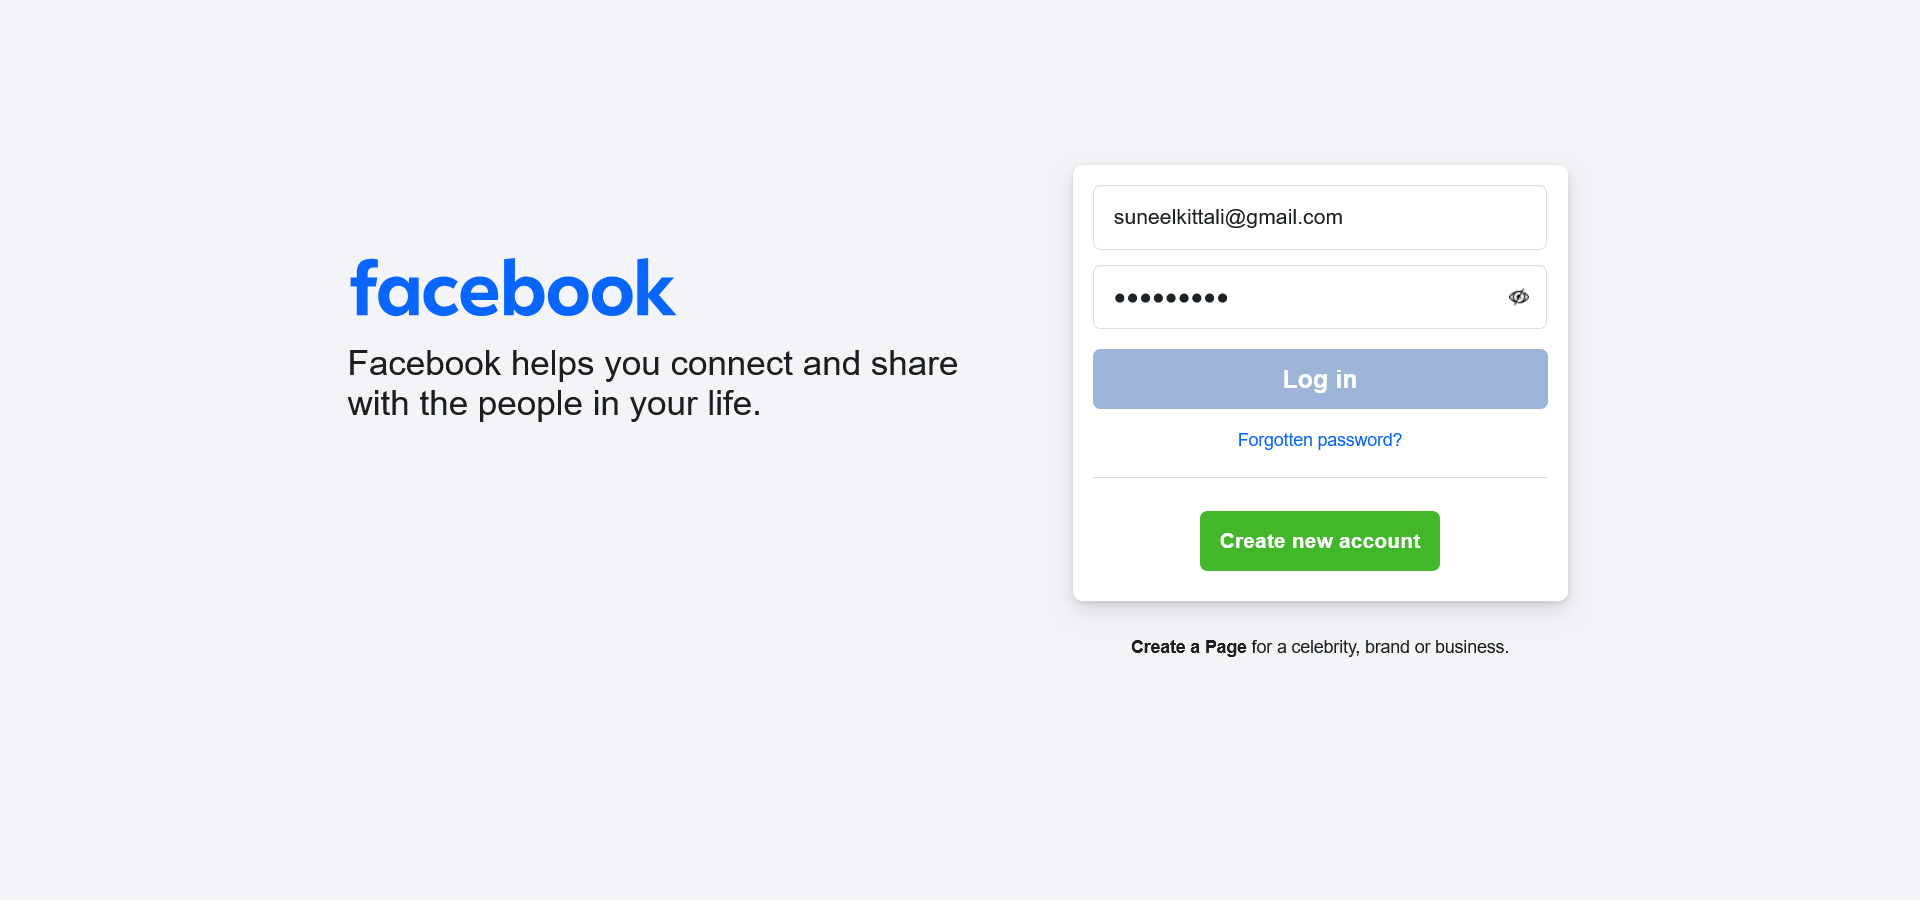 facebook
Facebook helps you connect and share
with the people in your life.
suneelkittali@gmail.com
●●●●●●●●●
Log in
Forgotten password?
Create new account
Create a Page for a celebrity, brand or business.